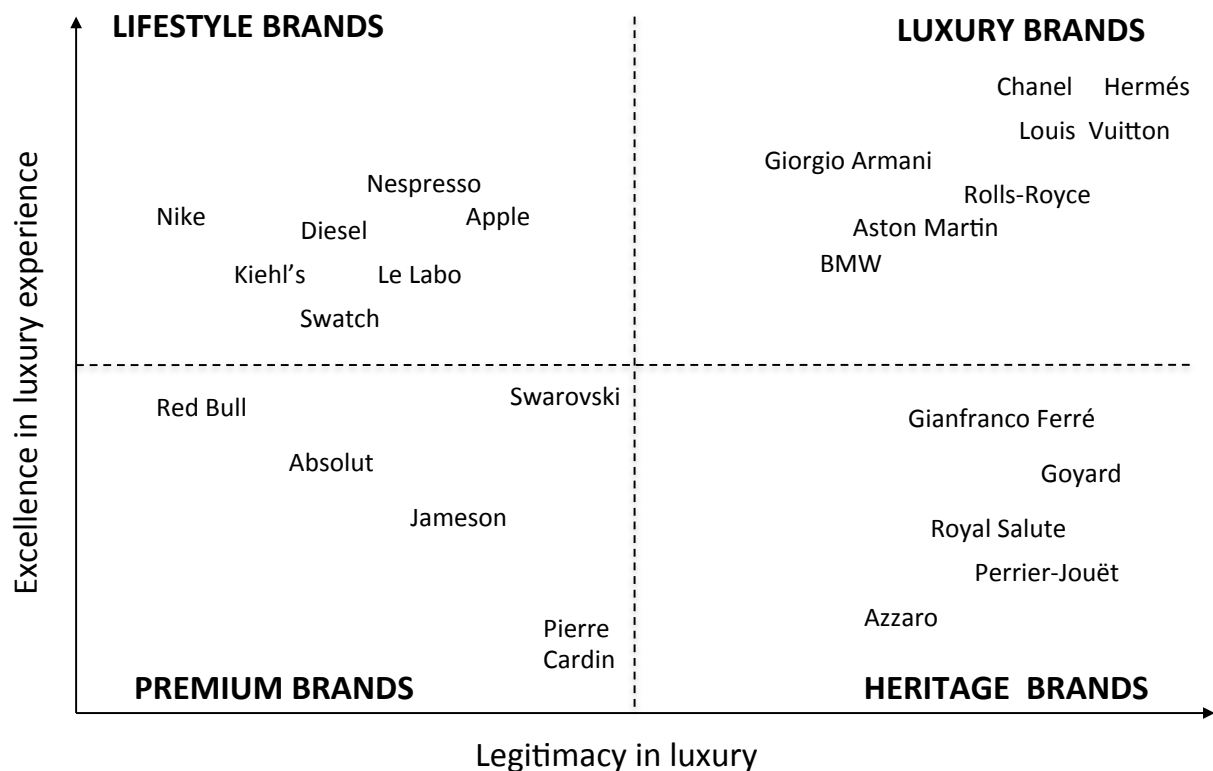 LIFESTYLE BRANDS
LUXURY BRANDS
Chanel Hermés
Louis Vuitton
Giorgio Armani
Nespresso
Rolls-Royce
Nike
Apple
Diesel
Aston Martin
BMW
Kiehl’s
Le Labo
Swatch
Excellence in luxury experience
Swarovski
Red Bull
Gianfranco Ferré
Absolut
Goyard
Jameson
Royal Salute
Perrier-Jouët
Azzaro
Pierre
Cardin
PREMIUM BRANDS
HERITAGE BRANDS
Legitimacy in luxury